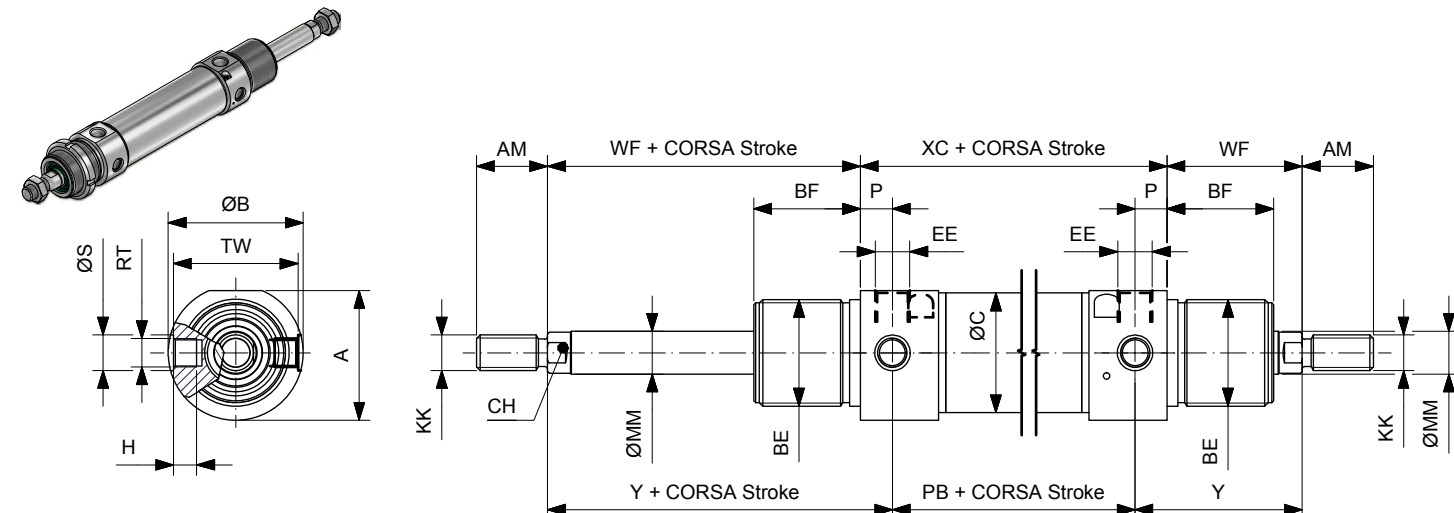 AM
WF + CORSA Stroke
XC + CORSA Stroke
WF
AM
BF
P
P
BF
EE
EE
ØB
TW
ØS
RT
A
H
KK
CH
ØMM
BE
ØC
BE
KK
ØMM
Y + CORSA Stroke
PB + CORSA Stroke
Y